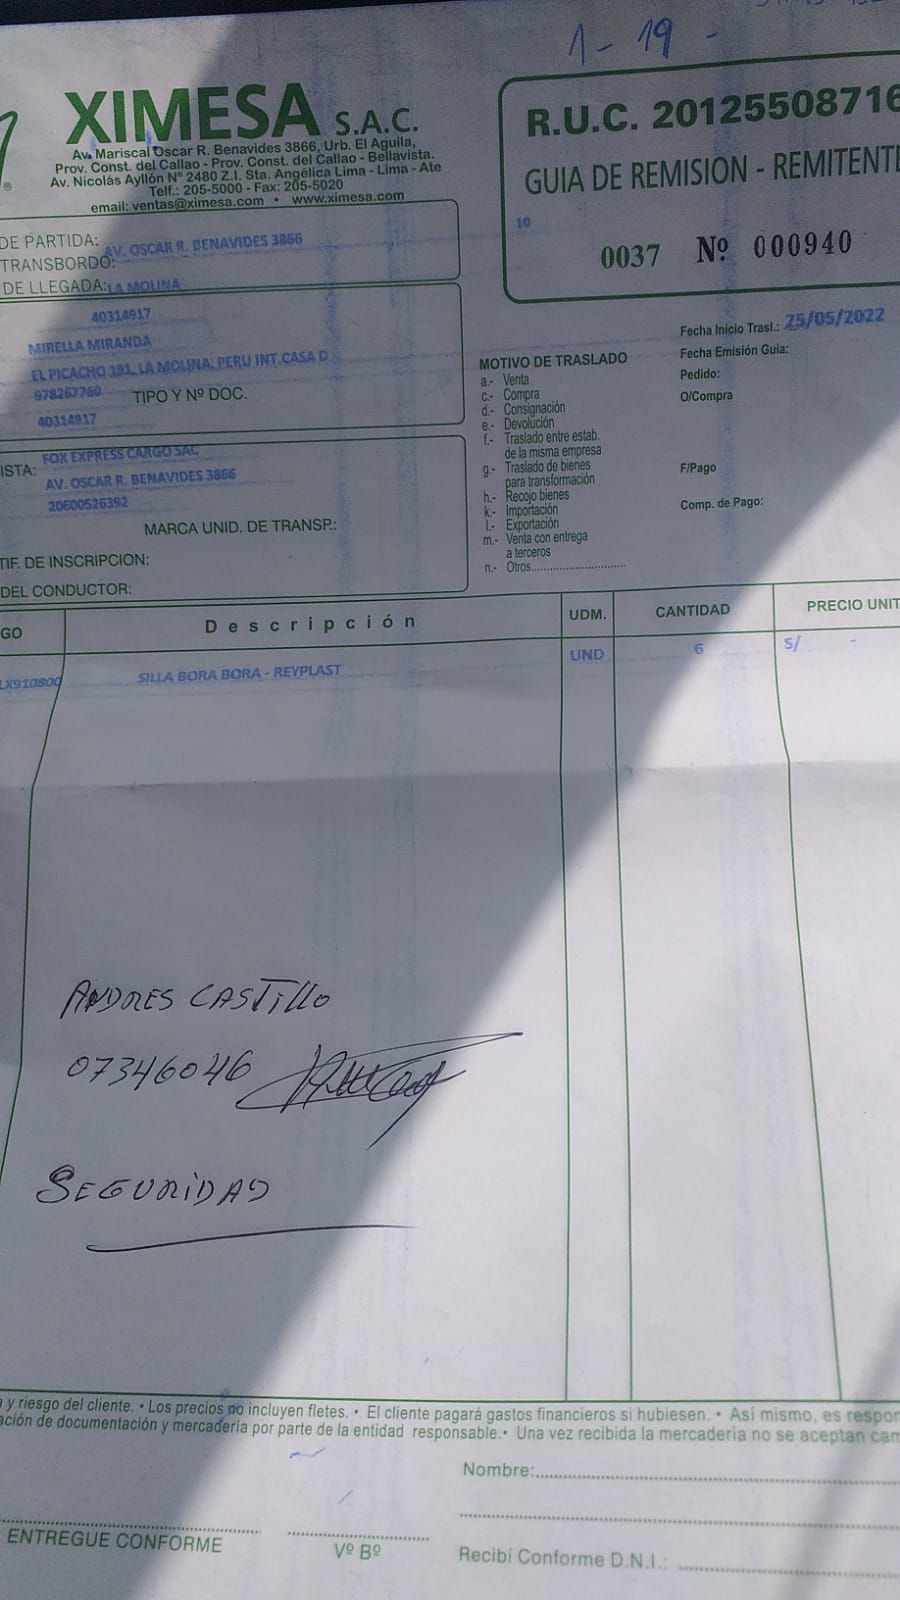 1 - 19 -
XIMESA S.A.C.
Av. Mariscal Oscar R. Benavides 3866, Urb. El Aguila,
Prov. Const. del Callao - Prov. Const. del Callao - Bellavista.
Av. Nicolás Ayllón Nº 2480 Z.I. Sta. Angélica Lima - Lima - Ate
Telf.: 205-5000 - Fax: 205-5020
email: ventas@ximesa.com • www.ximesa.com
R.U.C. 20125508716
GUIA DE REMISION - REMITENTE
10
0037 Nº 000940
DE PARTIDA: AV. OSCAR R. BENAVIDES 3866
TRANSBORDO:
DE LLEGADA: LA MOLINA
40314917
MIRELLA MIRANDA
EL PICACHO 191, LA MOLINA, PERU INT.CASA D
978267760 TIPO Y Nº DOC.
40314917
FOX EXPRESS CARGO SAC
ISTA: AV. OSCAR R. BENAVIDES 3866
20600526392
MARCA UNID. DE TRANSP.:
TIF. DE INSCRIPCION:
DEL CONDUCTOR:
MOTIVO DE TRASLADO
a.- Venta
c.- Compra
d.- Consignación
e.- Devolución
f.- Traslado entre estab.
de la misma empresa
g.- Traslado de bienes
para transformación
h.- Recojo bienes
k.- Importación
l.- Exportación
m.- Venta con entrega
a terceros
n.- Otros..............................
Fecha Inicio Trasl.: 25/05/2022
Fecha Emisión Guia:
Pedido:
O/Compra
F/Pago
Comp. de Pago:
GO Descripción UDM. CANTIDAD PRECIO UNIT
LX910800 SILLA BORA BORA - REYPLAST UND 6 S/ -
ANDRES CASTILLO
07346046
SEGURIDAD
a y riesgo del cliente. • Los precios no incluyen fletes. • El cliente pagará gastos financieros si hubiesen. • Así mismo, es respon
ación de documentación y mercadería por parte de la entidad responsable. • Una vez recibida la mercadería no se aceptan cam
Nombre:
ENTREGUE CONFORME
Vº Bº
Recibí Conforme D.N.I.: